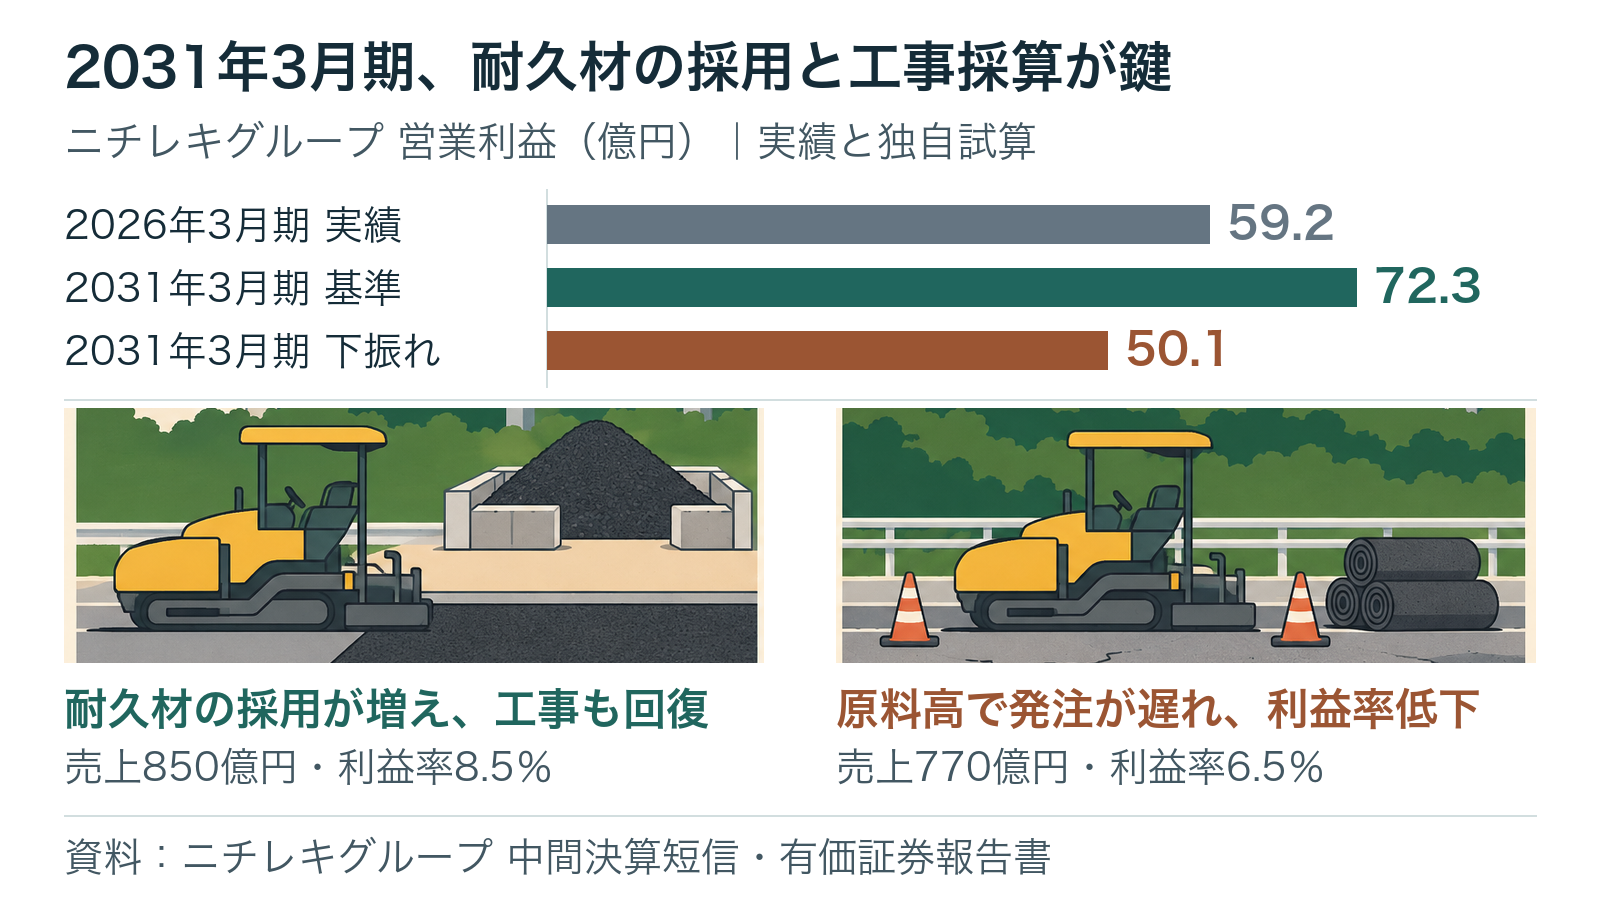 2031年3月期、耐久材の採用と工事採算が鍵
ニチレキグループ 営業利益（億円）｜実績と独自試算
2026年3月期 実績
59.2
2031年3月期 基準
72.3
2031年3月期 下振れ
50.1
耐久材の採用が増え、工事も回復
売上850億円・利益率8.5%
原料高で発注が遅れ、利益率低下
売上770億円・利益率6.5%
資料：ニチレキグループ 中間決算短信・有価証券報告書